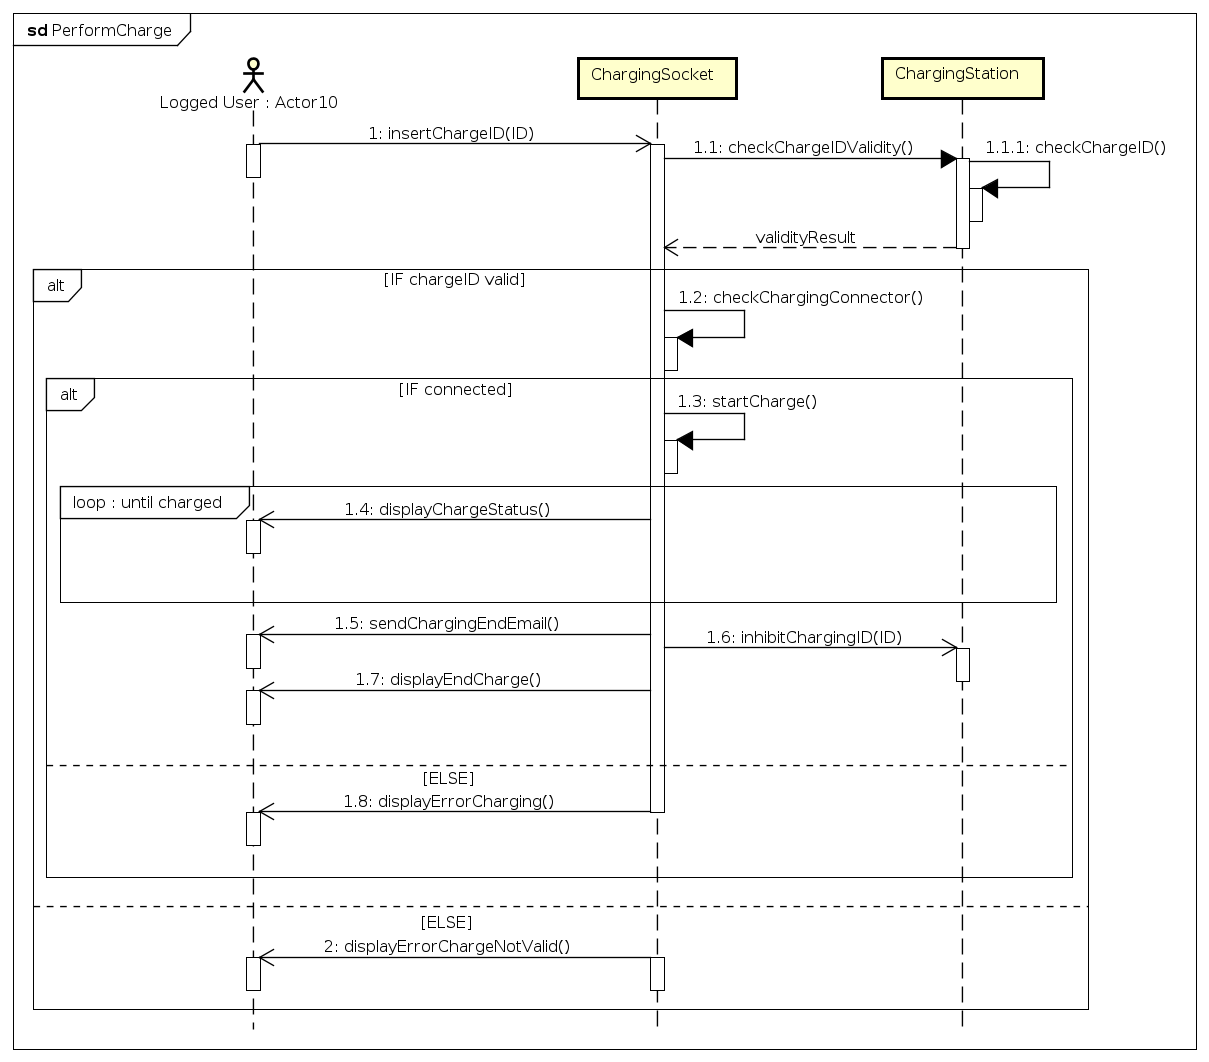 sd PerformCharge
Logged User : Actor10
ChargingSocket
ChargingStation
1: insertChargeID(ID)
1.1: checkChargeIDValidity()
1.1.1: checkChargeID()
validityResult
alt
[IF chargeID valid]
1.2: checkChargingConnector()
alt
[IF connected]
1.3: startCharge()
loop : until charged
1.4: displayChargeStatus()
1.5: sendChargingEndEmail()
1.6: inhibitChargingID(ID)
1.7: displayEndCharge()
[ELSE]
1.8: displayErrorCharging()
[ELSE]
2: displayErrorChargeNotValid()